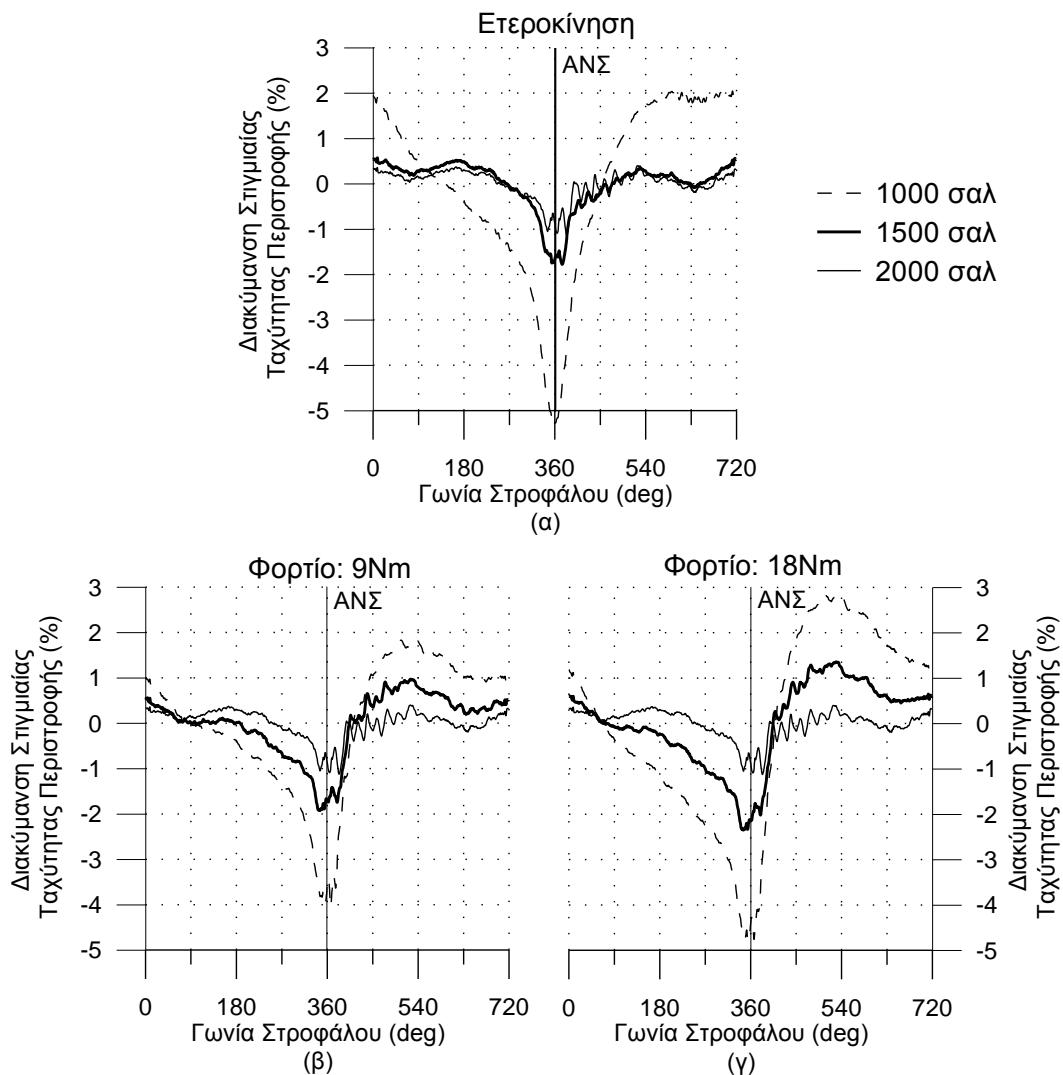 Ετεροκίνηση
Διακύμανση Στιγμιαίας
Ταχύτητας Περιστροφής (%)
3
2
1
0
-1
-2
-3
-4
-5
ΑΝΣ
0 180 360 540 720
Γωνία Στροφάλου (deg)
(α)
1000 σαλ
1500 σαλ
2000 σαλ
Φορτίο: 9Nm
Διακύμανση Στιγμιαίας
Ταχύτητας Περιστροφής (%)
3
2
1
0
-1
-2
-3
-4
-5
ΑΝΣ
0 180 360 540 720
Γωνία Στροφάλου (deg)
(β)
Φορτίο: 18Nm
ΑΝΣ
3
2
1
0
-1
-2
-3
-4
-5
Διακύμανση Στιγμιαίας
Ταχύτητας Περιστροφής (%)
0 180 360 540 720
Γωνία Στροφάλου (deg)
(γ)